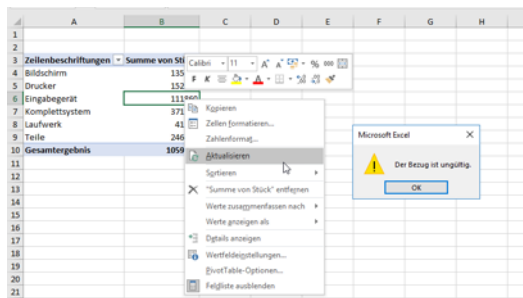 A B C D E F G H
1
2
3 Zeilenbeschriftungen Summe von Stü
Calibri 11 A A % 000
F K A
4 Bildschirm 135
5 Drucker 152
6 Eingabegerät 111860
7 Komplettsystem 371
8 Laufwerk 41
9 Teile 246
10 Gesamtergebnis 1059
11
12
13
14
15
16
17
18
19
20
21
Kopieren
Zellen formatieren...
Zahlenformat...
Aktualisieren
Sortieren
"Summe von Stück" entfernen
Werte zusammenfassen nach
Werte anzeigen als
Details anzeigen
Wertfeldeinstellungen...
PivotTable-Optionen...
Feldliste ausblenden
Microsoft Excel
Der Bezug ist ungültig.
OK